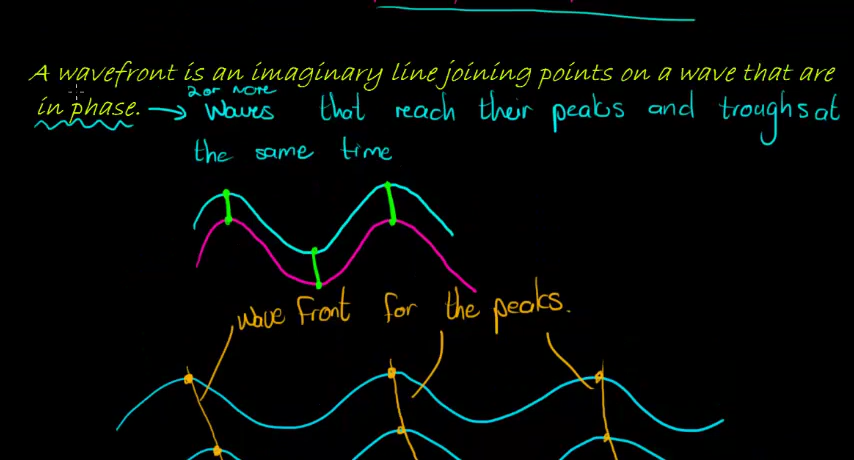 A wavefront is an imaginary line joining points on a wave that are
2 or more
in phase. → Waves that reach their peaks and troughs at
the same time
Wave Front for the peaks.